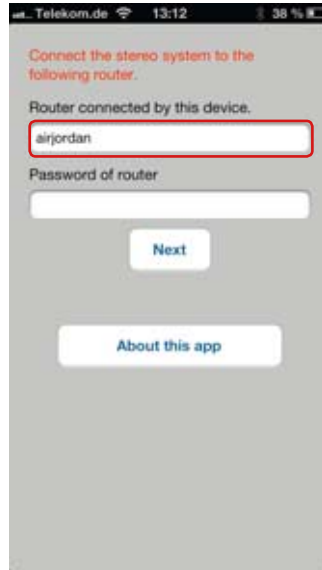 Telekom.de 13:12 38 %
Connect the stereo system to the
following router.
Router connected by this device.
airjordan
Password of router
Next
About this app